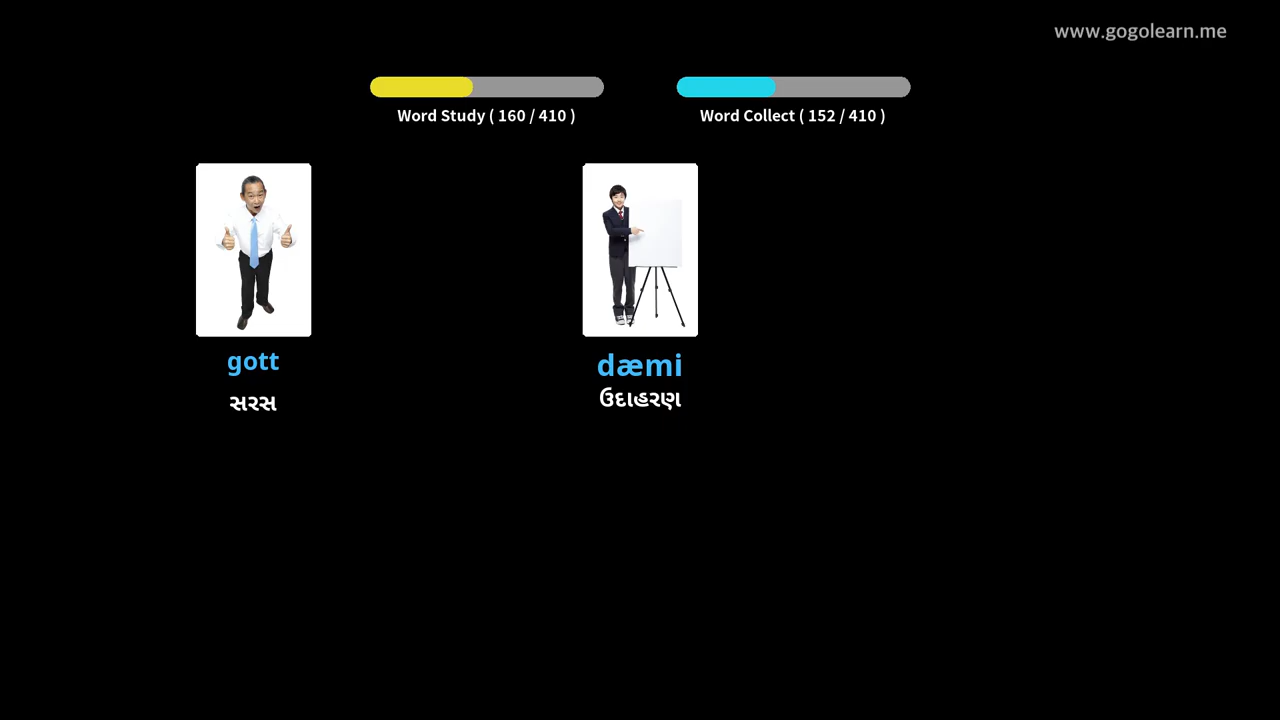 www.gogolearn.me
Word Study ( 160 / 410 )
Word Collect ( 152 / 410 )
gott
સરસ
dæmi
ઉદાહરણ